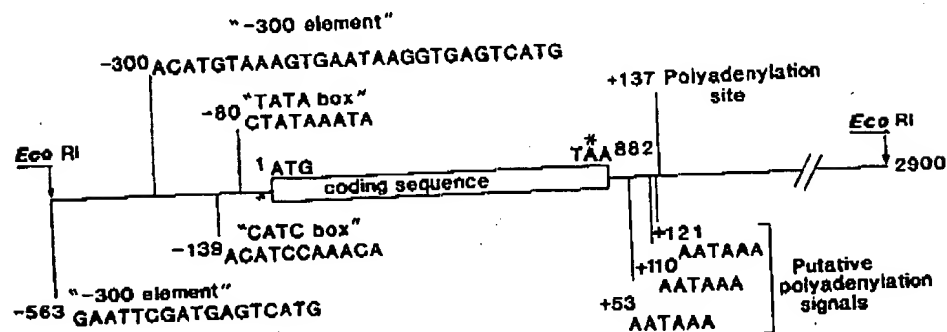 "-300 element"
-300 ACATGTAAAGTGAATAAGGTGAGTCATG
+137 Polyadenylation
site
"TATA box"
-80 CTATAAATA
Eco RI
1 ATG
*
TAA 882
Eco RI
2900
coding sequence
*
"CATC box"
-139 ACATCCAAACA
+121 AATAAA
+110 AATAAA
+53 AATAAA
Putative
polyadenylation
signals
"-300 element"
-563 GAATTCGATGAGTCATG